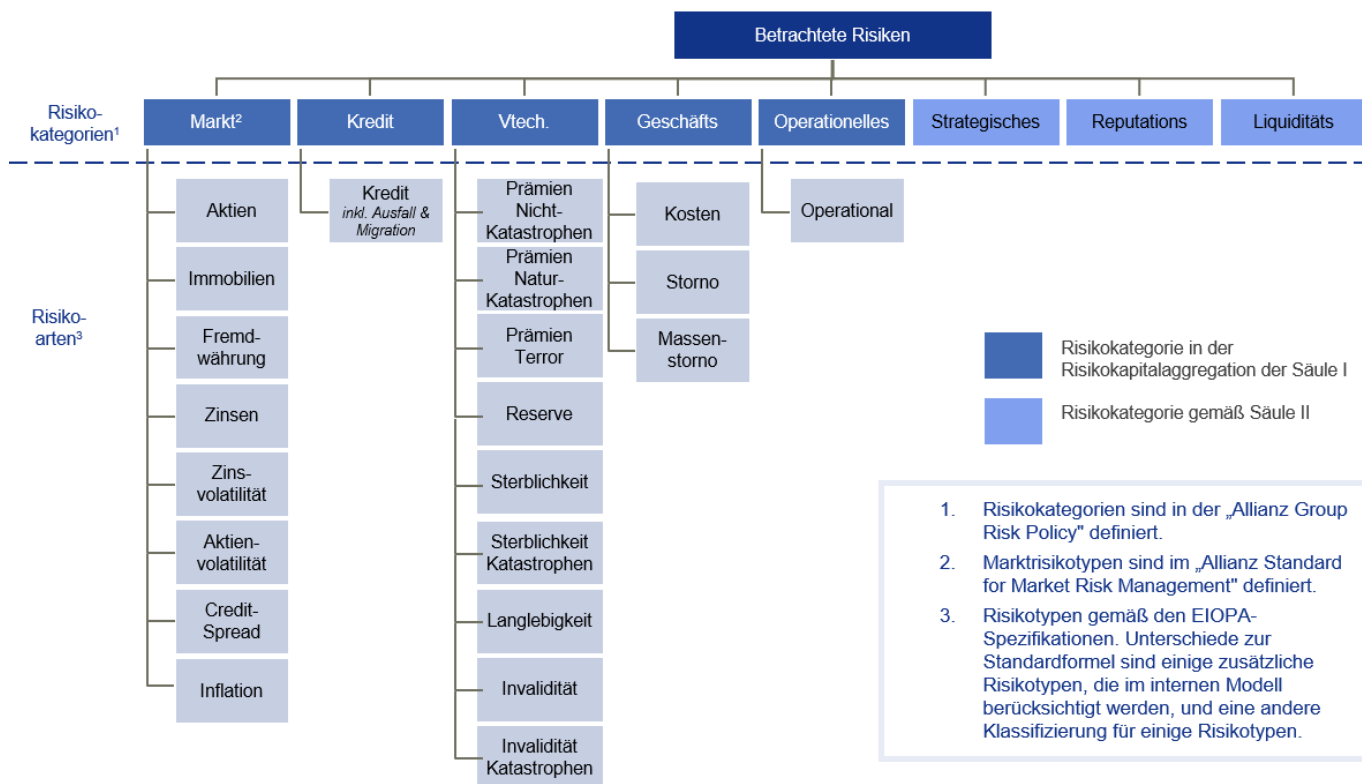 Betrachtete Risiken
Risiko-
kategorien¹
Markt²
Kredit
Vtech.
Geschäfts
Operationelles
Strategisches
Reputations
Liquiditäts
Risiko-
arten³
Aktien
Immobilien
Fremd-
währung
Zinsen
Zins-
volatilität
Aktien-
volatilität
Credit-
Spread
Inflation
Kredit
inkl. Ausfall &
Migration
Prämien
Nicht-
Katastrophen
Prämien
Natur-
Katastrophen
Prämien
Terror
Reserve
Sterblichkeit
Sterblichkeit
Katastrophen
Langlebigkeit
Invalidität
Invalidität
Katastrophen
Kosten
Storno
Massen-
storno
Operational
Risikokategorie in der
Risikokapitalaggregation der Säule I
Risikokategorie gemäß Säule II
1. Risikokategorien sind in der „Allianz Group
Risk Policy" definiert.
2. Marktrisikotypen sind im „Allianz Standard
for Market Risk Management" definiert.
3. Risikotypen gemäß den EIOPA-
Spezifikationen. Unterschiede zur
Standardformel sind einige zusätzliche
Risikotypen, die im internen Modell
berücksichtigt werden, und eine andere
Klassifizierung für einige Risikotypen.